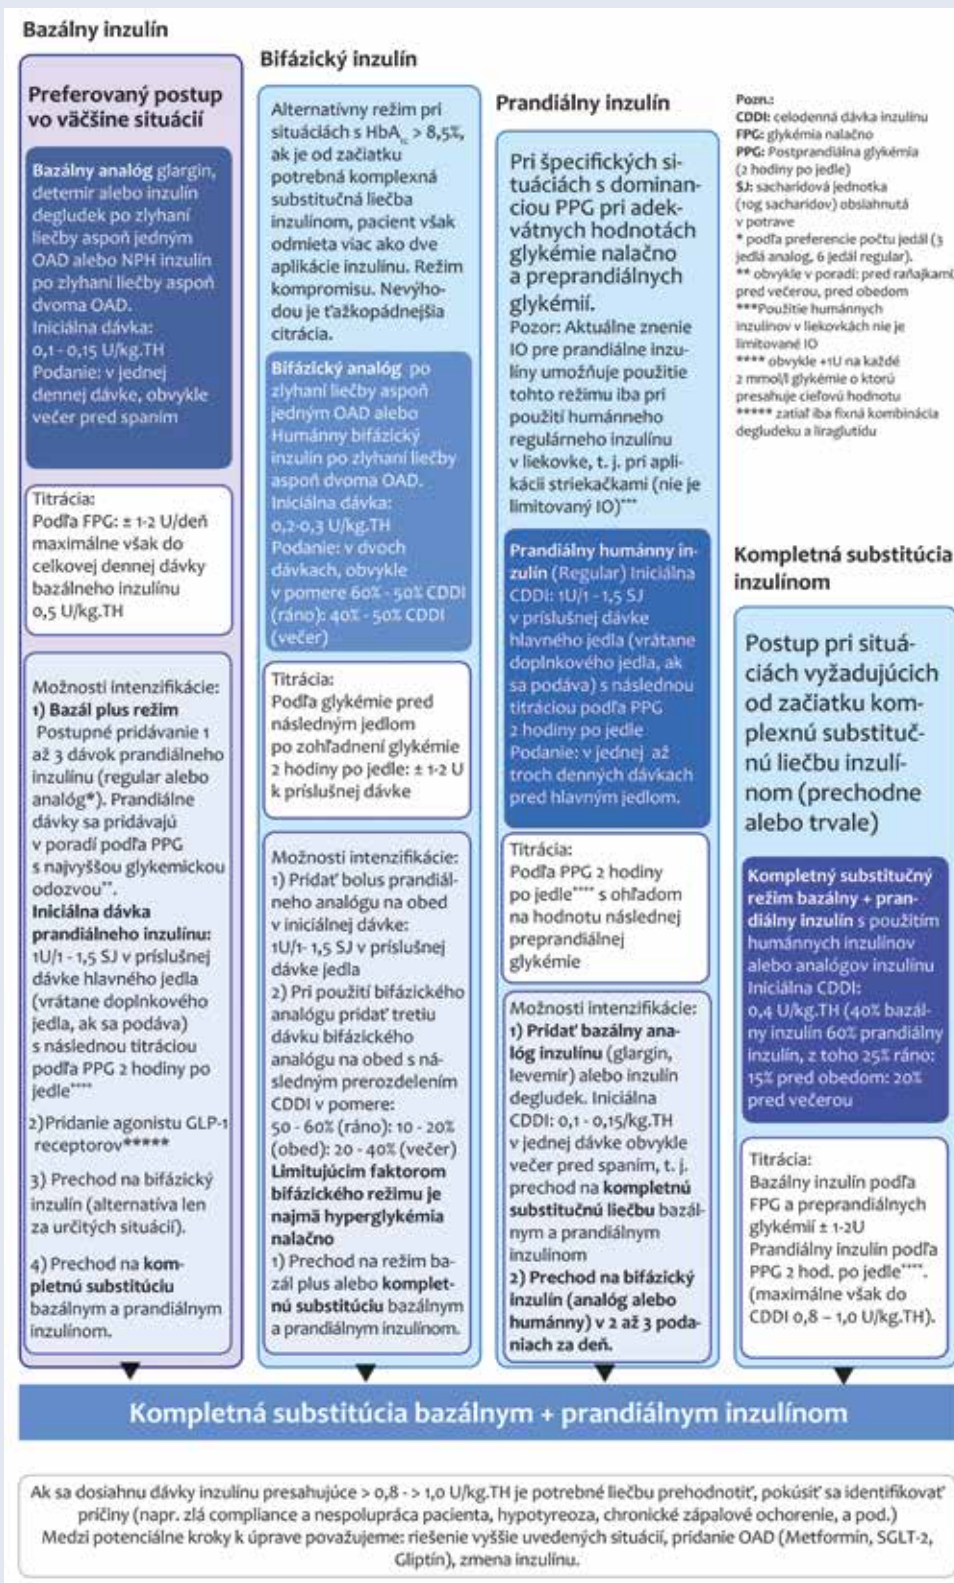 Bazálny inzulín
Preferovaný postup
vo väčšine situácií
Bazálny analóg glargin,
detemir alebo inzulín
degludek po zlyhaní
liečby aspoň jedným
OAD alebo NPH inzulín
po zlyhaní liečby aspoň
dvoma OAD.
Iniciálna dávka:
0,1 - 0,15 U/kg.TH
Podanie: v jednej
dennej dávke, obvykle
večer pred spaním
Titrácia:
Podľa FPG: ± 1-2 U/deň
maximálne však do
celkovej dennej dávky
bazálneho inzulínu
0,5 U/kg.TH
Možnosti intenzifikácie:
1) Bazál plus režim
Postupné pridávanie 1
až 3 dávok prandiálneho
inzulínu (regular alebo
analóg*). Prandiálne
dávky sa pridávajú
v poradí podľa PPG
s najvyššou glykemickou
odozvou**.
Iniciálna dávka
prandiálneho inzulínu:
1U/1 - 1,5 SJ v príslušnej
dávke hlavného jedla
(vrátane doplnkového
jedla, ak sa podáva)
s následnou titráciou
podľa PPG 2 hodiny po
jedle****
2)Pridanie agonistu GLP-1
receptorov*****
3) Prechod na bifázický
inzulín (alternatíva len
za určitých situácií).
4) Prechod na kom-
pletnú substitúciu
bazálnym a prandiálnym
inzulínom.
Bifázický inzulín
Alternatívny režim pri
situáciách s HbA1c > 8,5%,
ak je od začiatku
potrebná komplexná
substitučná liečba
inzulínom, pacient však
odmieta viac ako dve
aplikácie inzulínu. Režim
kompromisu. Nevýho-
dou je ťažkopádnejšia
citrácia.
Bifázický analóg po
zlyhaní liečby aspoň
jedným OAD alebo
Humánny bifázický
inzulín po zlyhaní liečby
aspoň dvoma OAD.
Iniciálna dávka:
0,2-0,3 U/kg.TH
Podanie: v dvoch
dávkach, obvykle
v pomere 60% - 50% CDDI
(ráno): 40% - 50% CDDI
(večer)
Titrácia:
Podľa glykémie pred
následným jedlom
po zohľadnení glykémie
2 hodiny po jedle: ± 1-2 U
k príslušnej dávke
Možnosti intenzifikácie:
1) Pridať bolus prandiál-
neho analógu na obed
v iniciálnej dávke:
1U/1- 1,5 SJ v príslušnej
dávke jedla
2) Pri použití bifázického
analógu pridať tretiu
dávku bifázického
analógu na obed s ná-
sledným prerozdelením
CDDI v pomere:
50 - 60% (ráno): 10 - 20%
(obed): 20 - 40% (večer)
Limitujúcim faktorom
bifázického režimu je
najmä hyperglykémia
nalačno
1) Prechod na režim ba-
zál plus alebo komplet-
nú substitúciu bazálnym
a prandiálnym inzulínom.
Prandiálny inzulín
Pri špecifických si-
tuáciách s dominan-
ciou PPG pri adek-
vátnych hodnotách
glykémie nalačno
a preprandiálnych
glykémií.
Pozor: Aktuálne znenie
IO pre prandiálne inzu-
líny umožňuje použitie
tohto režimu iba pri
použití humánneho
regulárneho inzulínu
v liekovke, t. j. pri apli-
kácii striekačkami (nie je
limitovaný IO)***
Prandiálny humánny in-
zulín (Regular) Iniciálna
CDDI: 1U/1 - 1,5 SJ
v príslušnej dávke
hlavného jedla (vrátane
doplnkového jedla, ak
sa podáva) s následnou
titráciou podľa PPG
2 hodiny po jedle
Podanie: v jednej až
troch denných dávkach
pred hlavným jedlom.
Titrácia:
Podľa PPG 2 hodiny
po jedle**** s ohľadom
na hodnotu následnej
preprandiálnej
glykémie
Možnosti intenzifikácie:
1) Pridať bazálny ana-
lóg inzulínu (glargin,
levemir) alebo inzulín
degludek. Iniciálna
CDDI: 0,1 - 0,15/kg.TH
v jednej dávke obvykle
večer pred spaním, t. j.
prechod na kompletnú
substitučnú liečbu bazál-
nym a prandiálnym
inzulínom
2) Prechod na bifázický
inzulín (analóg alebo
humánny) v 2 až 3 poda-
niach za deň.
Pozn.:
CDDI: celodenná dávka inzulínu
FPG: glykémia nalačno
PPG: Postprandiálna glykémia
(2 hodiny po jedle)
SJ: sacharidová jednotka
(10g sacharidov) obsiahnutá
v potrave
* podľa preferencie počtu jedál (3
jedlá analog, 6 jedál regular).
** obvykle v poradí: pred raňajkami,
pred večerou, pred obedom
***Použitie humánnych
inzulínov v liekovkách nie je
limitované IO
**** obvykle +1U na každé
2 mmol/l glykémie o ktorú
presahuje cieľovú hodnotu
***** zatiaľ iba fixná kombinácia
degludeku a liraglutidu
Kompletná substitúcia
inzulínom
Postup pri situá-
ciách vyžadujúcich
od začiatku kom-
plexnú substituč-
nú liečbu inzulí-
nom (prechodne
alebo trvale)
Kompletný substitučný
režim bazálny + pran-
diálny inzulín s použitím
humánnych inzulínov
alebo analógov inzulínu
Iniciálna CDDI:
0,4 U/kg.TH (40% bazál-
ny inzulín 60% prandiálny
inzulín, z toho 25% ráno:
15% pred obedom: 20%
pred večerou
Titrácia:
Bazálny inzulín podľa
FPG a preprandiálnych
glykémií ± 1-2U
Prandiálny inzulín podľa
PPG 2 hod. po jedle****.
(maximálne však do
CDDI 0,8 – 1,0 U/kg.TH).
Kompletná substitúcia bazálnym + prandiálnym inzulínom
Ak sa dosiahnu dávky inzulínu presahujúce > 0,8 - > 1,0 U/kg.TH je potrebné liečbu prehodnotiť, pokúsiť sa identifikovať
príčiny (napr. zlá compliance a nespolupráca pacienta, hypotyreoza, chronické zápalové ochorenie, a pod.)
Medzi potenciálne kroky k úprave považujeme: riešenie vyššie uvedených situácií, pridanie OAD (Metformin, SGLT-2,
Gliptín), zmena inzulínu.